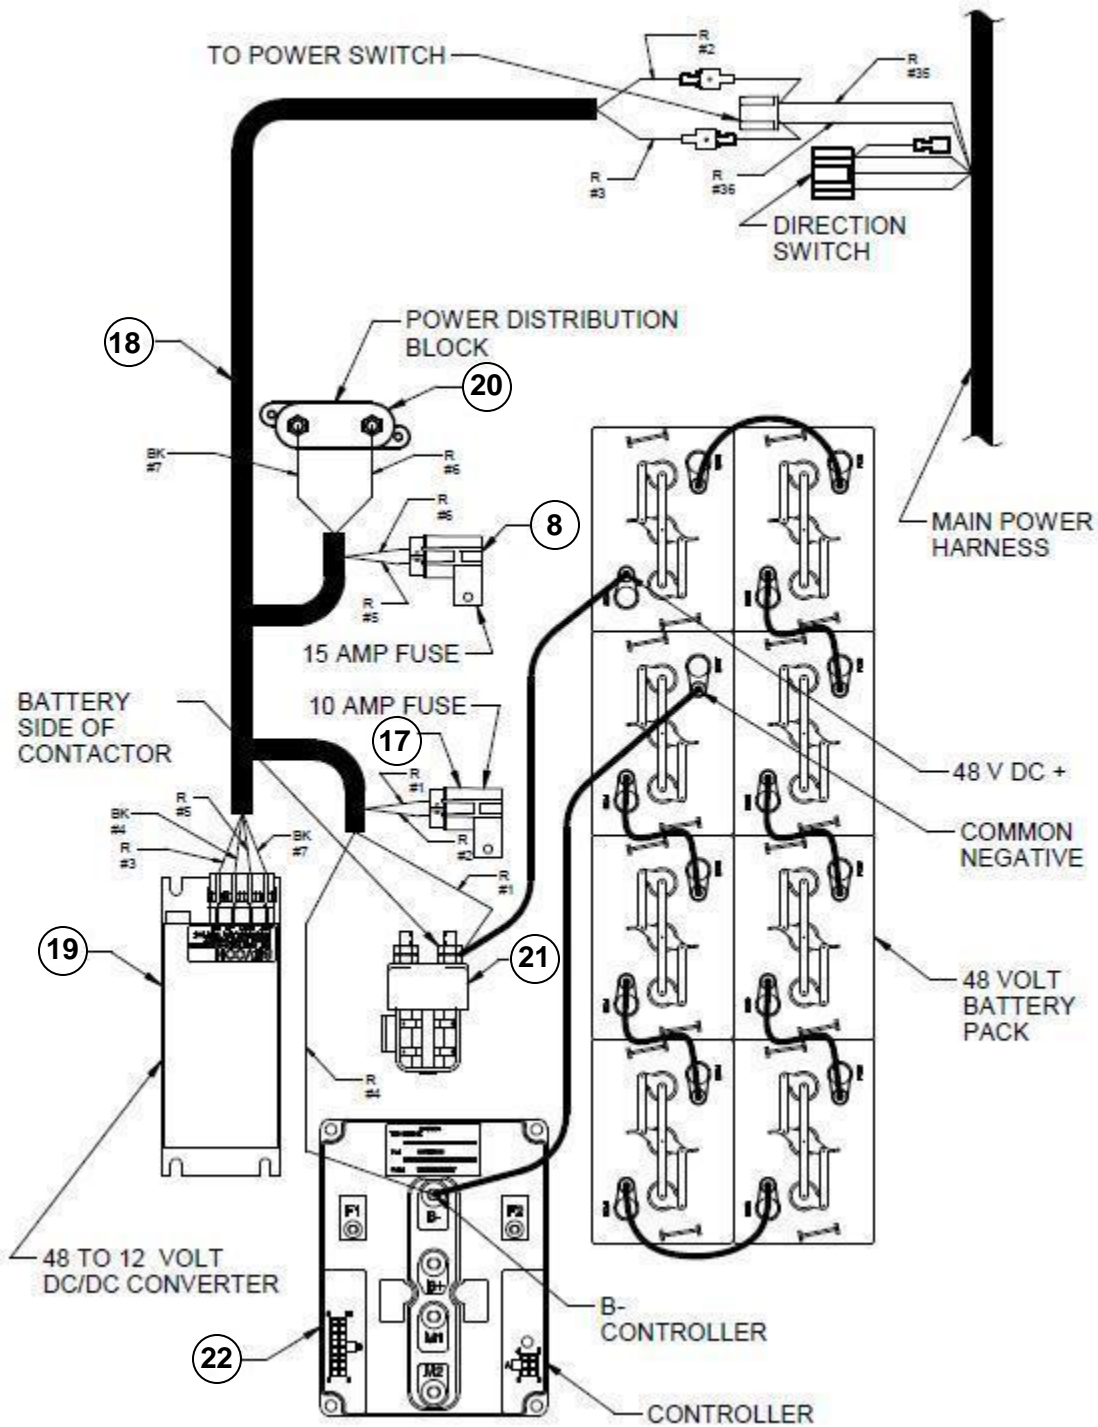 TO POWER SWITCH
R
#2
R
#36
R
#3
R
#36
DIRECTION
SWITCH
18
POWER DISTRIBUTION
BLOCK
20
BK
#7
R
#6
R
#6
8
R
#5
15 AMP FUSE
MAIN POWER
HARNESS
BATTERY
SIDE OF
CONTACTOR
10 AMP FUSE
17
R
#1
R
#2
R
#1
48 V DC +
COMMON
NEGATIVE
R
#5
BK
#4
R
#3
BK
#7
19
21
48 VOLT
BATTERY
PACK
R
#4
B-
F1
F2
B+
M1
M2
48 TO 12 VOLT
DC/DC CONVERTER
B-
CONTROLLER
22
CONTROLLER